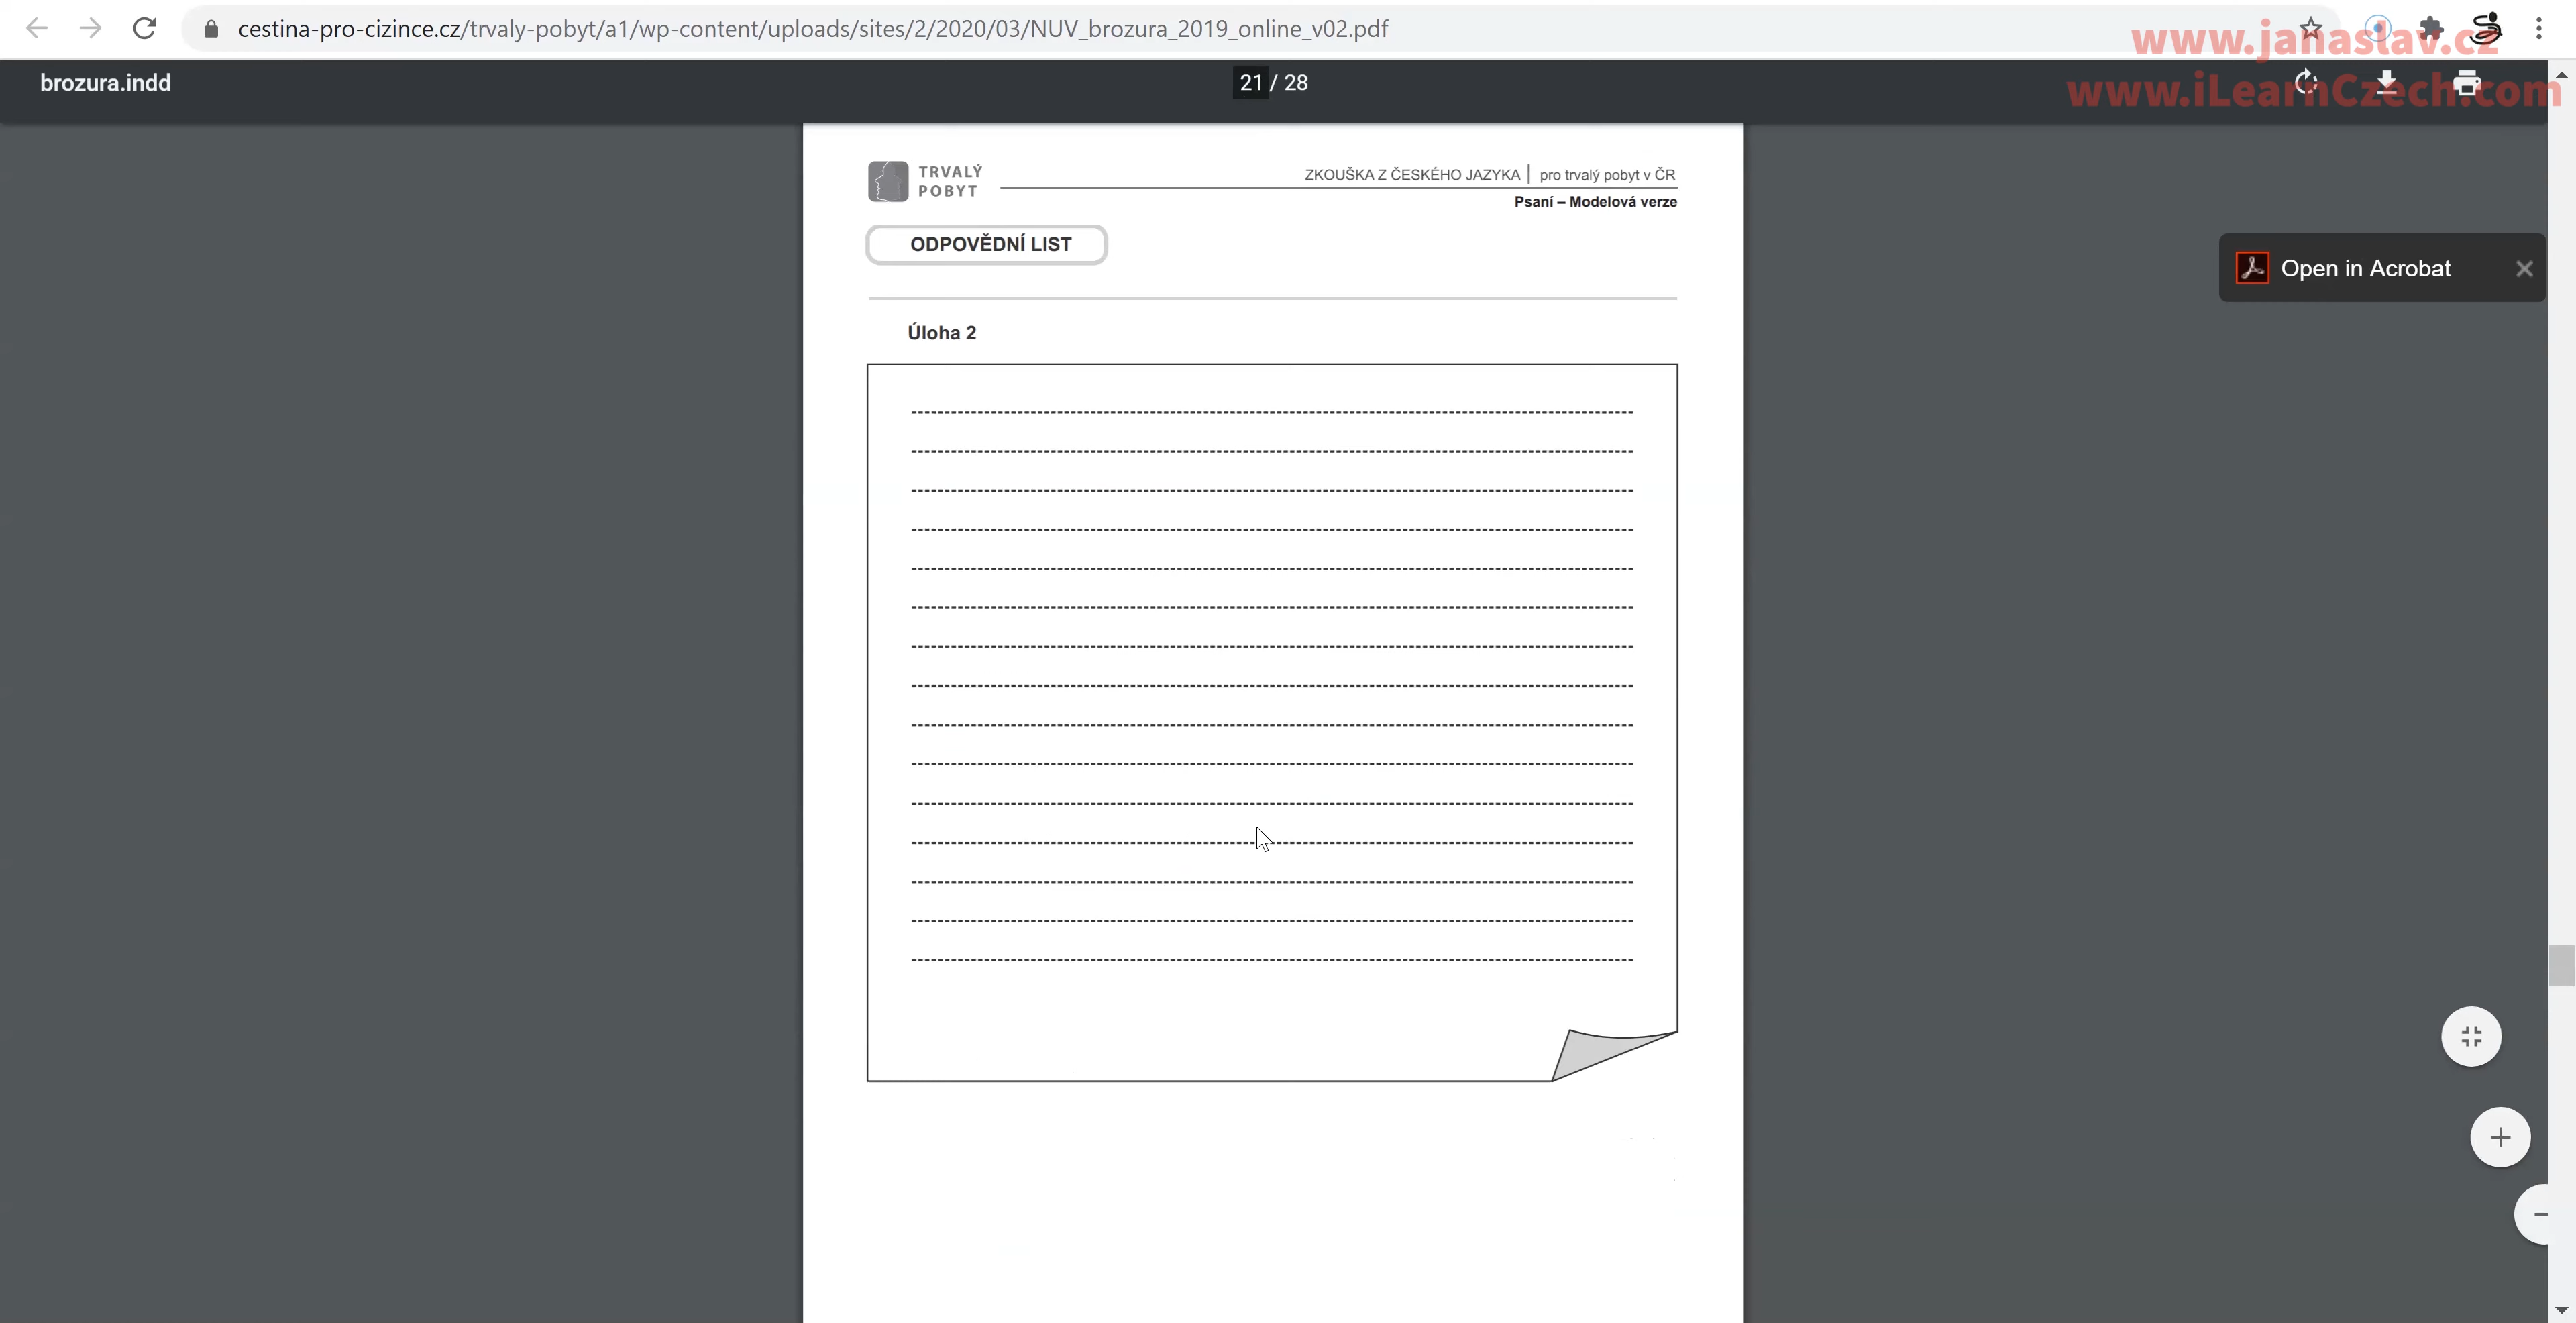 cestina-pro-cizince.cz/trvaly-pobyt/a1/wp-content/uploads/sites/2/2020/03/NUV_brozura_2019_online_v02.pdf
www.janaslav.cz
brozura.indd
21 / 28
www.iLearnCzech.com
TRVALÝ
POBYT
ZKOUŠKA Z ČESKÉHO JAZYKA | pro trvalý pobyt v ČR
Psaní – Modelová verze
ODPOVĚDNÍ LIST
Open in Acrobat
Úloha 2